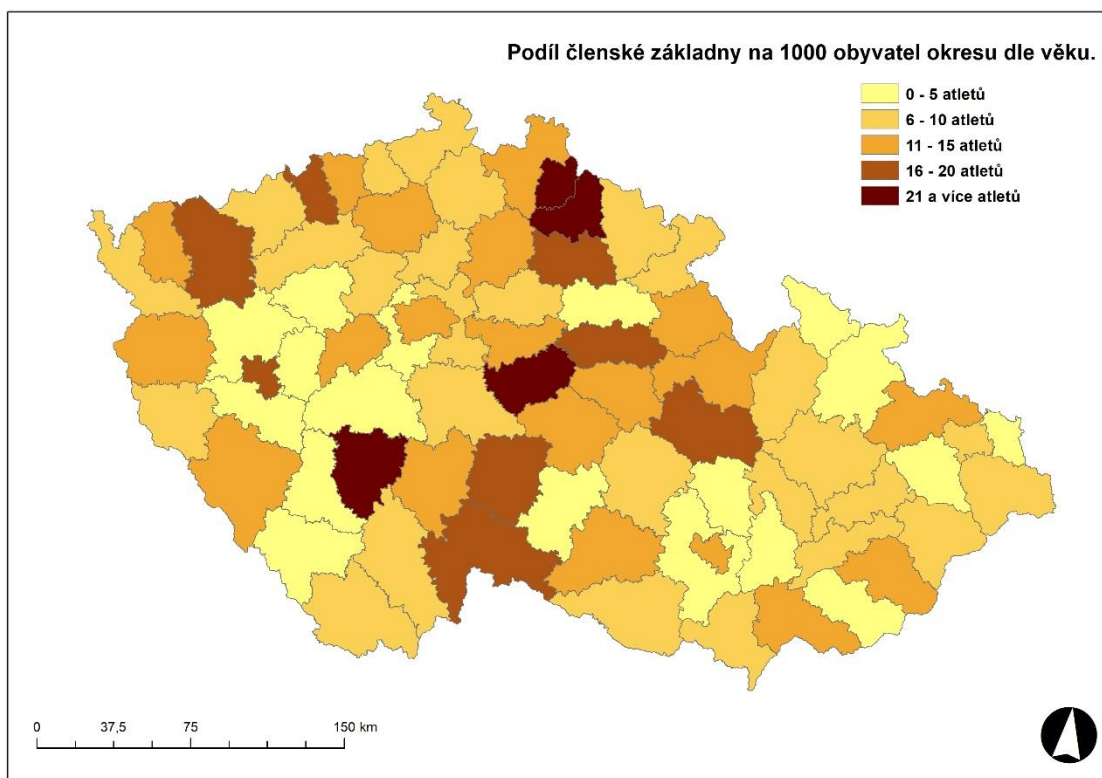 Podíl členské základny na 1000 obyvatel okresu dle věku.
0 - 5 atletů
6 - 10 atletů
11 - 15 atletů
16 - 20 atletů
21 a více atletů
0 37,5 75 150 km